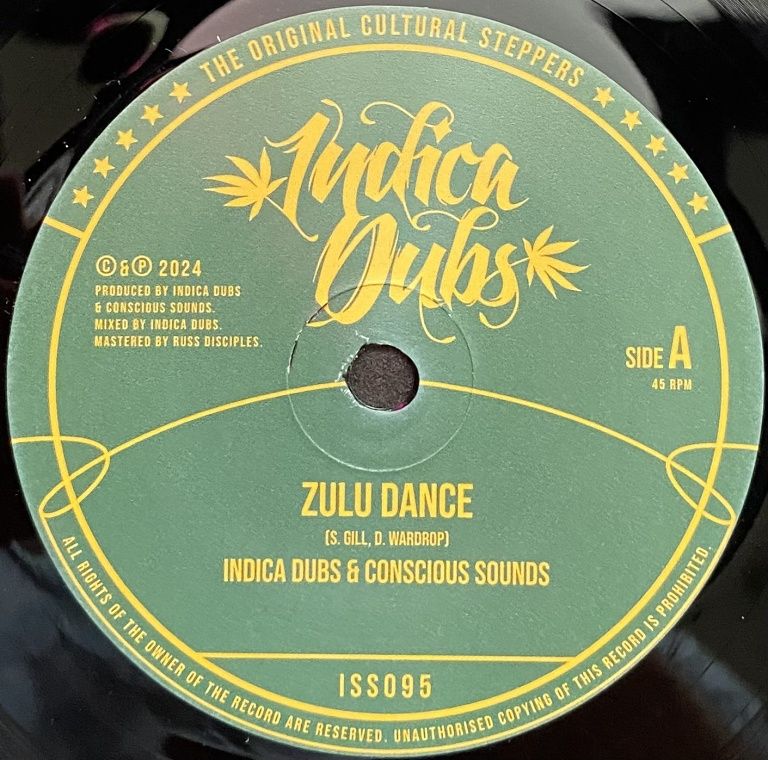 THE ORIGINAL CULTURAL STEPPERS
Indica
Dubs
© & ℗ 2024
PRODUCED BY INDICA DUBS
& CONSCIOUS SOUNDS.
MIXED BY INDICA DUBS.
MASTERED BY RUSS DISCIPLES.
SIDE A
45 RPM
ZULU DANCE
(S. GILL, D. WARDROP)
INDICA DUBS & CONSCIOUS SOUNDS
ISS095
ALL RIGHTS OF THE OWNER OF THE RECORD ARE RESERVED. UNAUTHORISED COPYING OF THIS RECORD IS PROHIBITED.